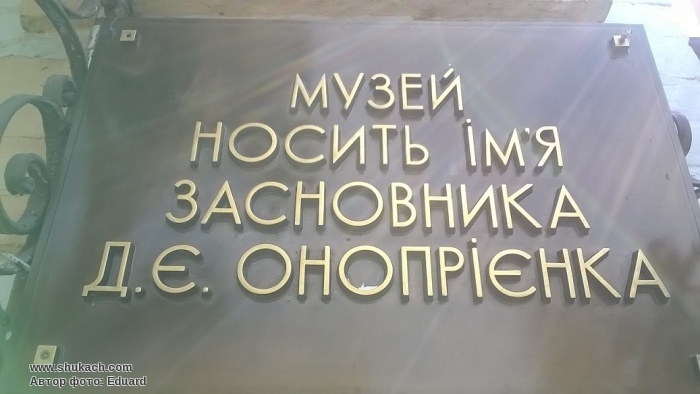 МУЗЕЙ
НОСИТЬ ІМ'Я
ЗАСНОВНИКА
Д.Є. ОНОПРІЄНКА
www.shukach.com
Автор фото: Eduard